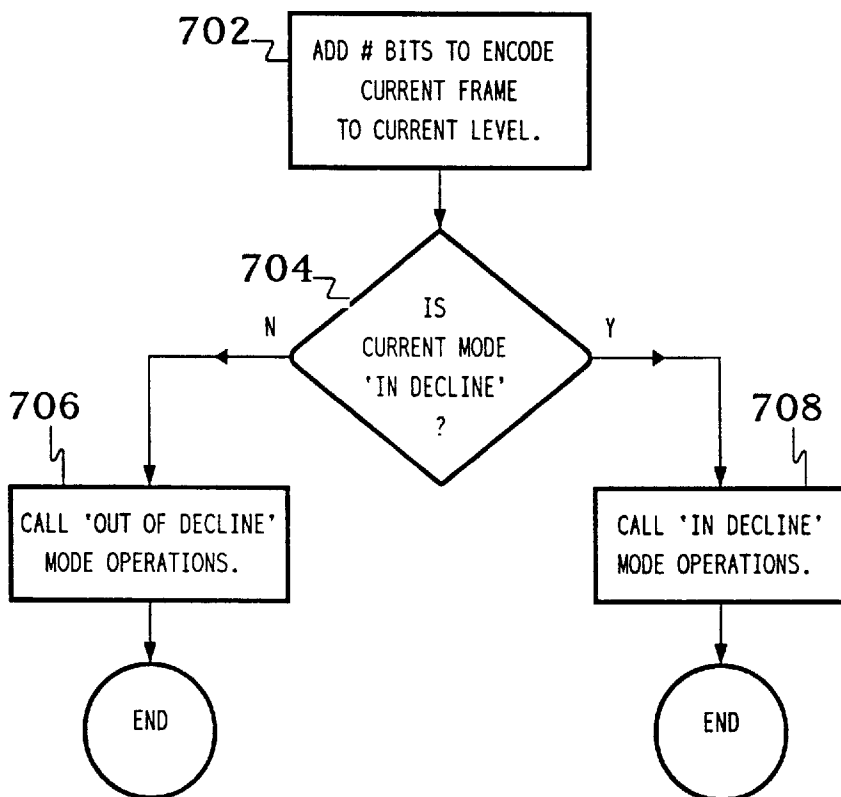 702
ADD # BITS TO ENCODE
CURRENT FRAME
TO CURRENT LEVEL.
704
IS
CURRENT MODE
'IN DECLINE'
?
N
Y
706
CALL 'OUT OF DECLINE'
MODE OPERATIONS.
708
CALL 'IN DECLINE'
MODE OPERATIONS.
END
END